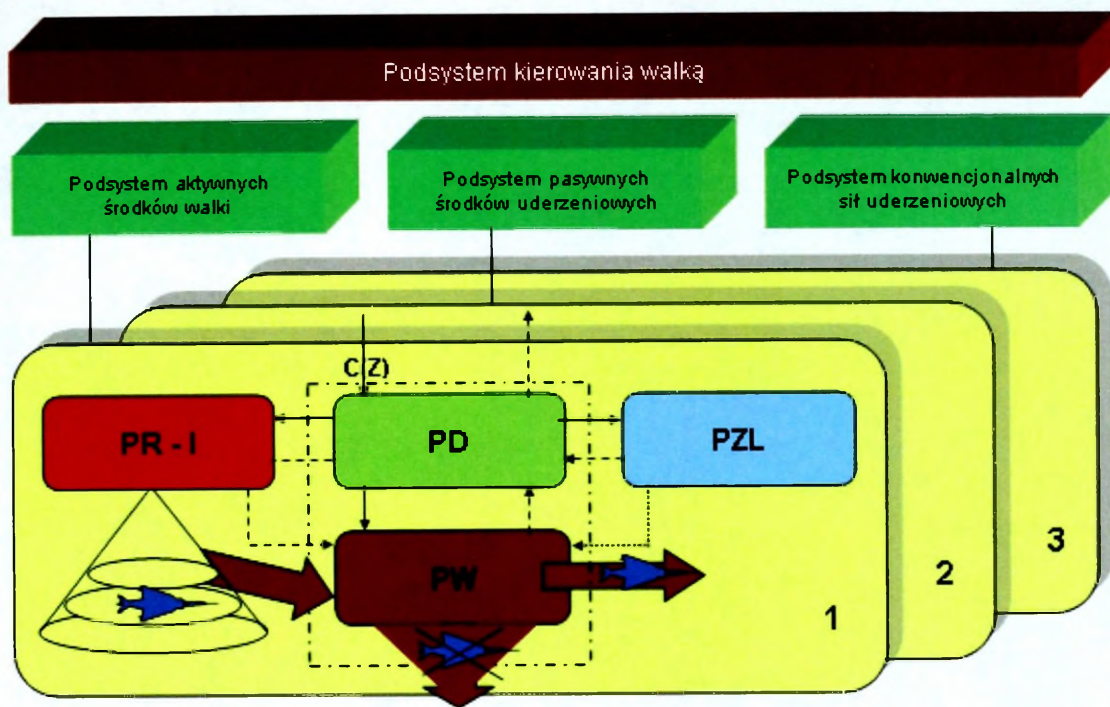 Podsystem kierowania walką
Podsystem aktywnych
środków walki
Podsystem pasywnych
środków uderzeniowych
Podsystem konwencjonalnych
sił uderzeniowych
C(Z)
PR - I
PD
PZL
PW
1
2
3